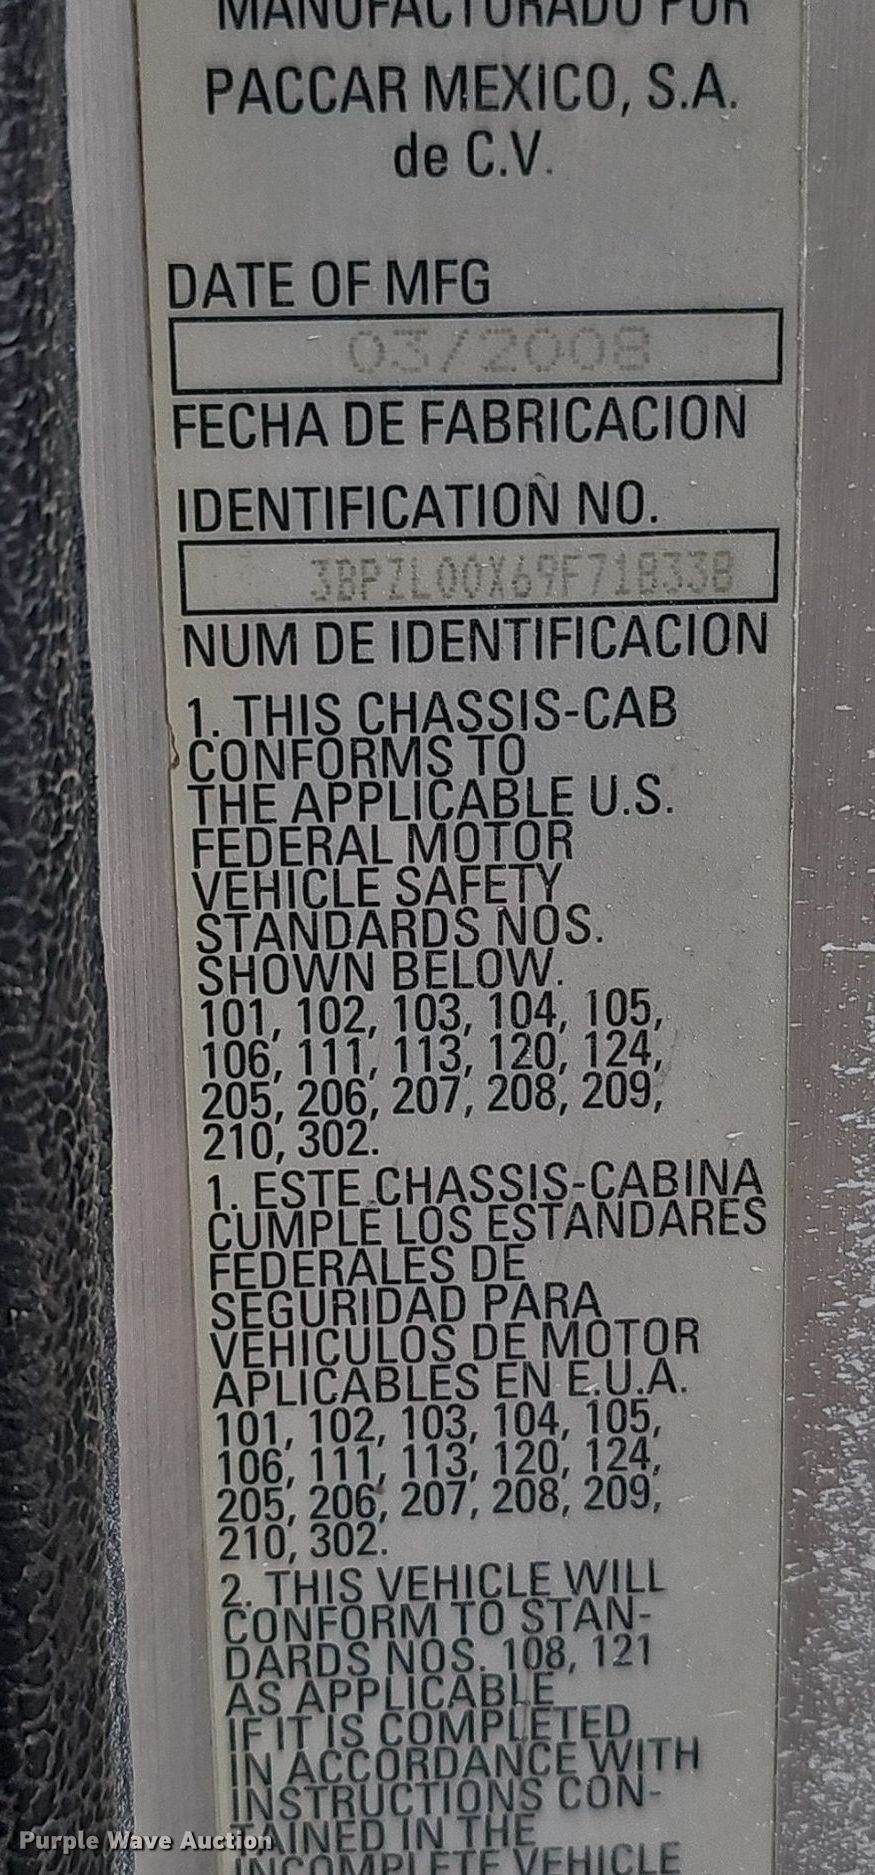 MANUFACTURADO POR
PACCAR MEXICO, S.A.
de C.V.
DATE OF MFG
03/2008
FECHA DE FABRICACION
IDENTIFICATION NO.
3BPZL00X69F718338
NUM DE IDENTIFICACION
1. THIS CHASSIS-CAB
CONFORMS TO
THE APPLICABLE U.S.
FEDERAL MOTOR
VEHICLE SAFETY
STANDARDS NOS.
SHOWN BELOW.
101, 102, 103, 104, 105,
106, 111, 113, 120, 124,
205, 206, 207, 208, 209,
210, 302.
1. ESTE CHASSIS-CABINA
CUMPLE LOS ESTANDARES
FEDERALES DE
SEGURIDAD PARA
VEHICULOS DE MOTOR
APLICABLES EN E.U.A.
101, 102, 103, 104, 105,
106, 111, 113, 120, 124,
205, 206, 207, 208, 209,
210, 302.
2. THIS VEHICLE WILL
CONFORM TO STAN-
DARDS NOS. 108, 121
AS APPLICABLE
IF IT IS COMPLETED
IN ACCORDANCE WITH
INSTRUCTIONS CON-
TAINED IN THE
INCOMPLETE VEHICLE
Purple Wave Auction